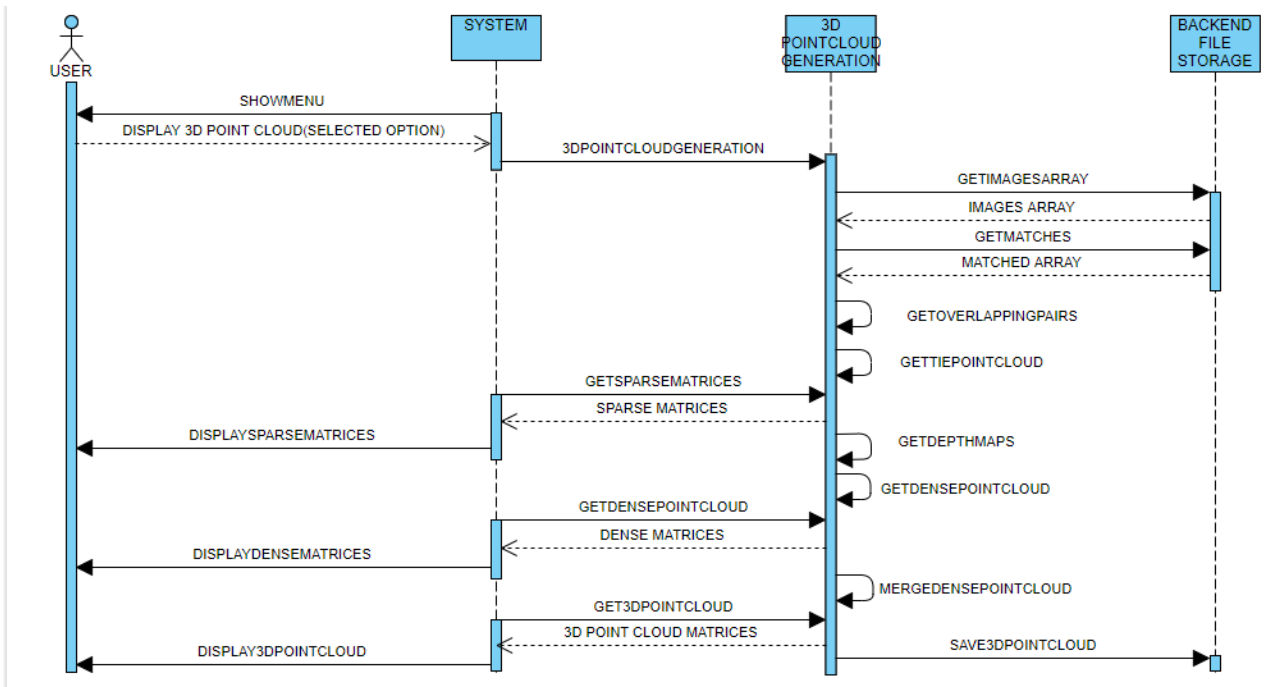 SYSTEM
3D
POINTCLOUD
GENERATION
BACKEND
FILE
STORAGE
USER
SHOWMENU
DISPLAY 3D POINT CLOUD(SELECTED OPTION)
3DPOINTCLOUDGENERATION
GETIMAGESARRAY
IMAGES ARRAY
GETMATCHES
MATCHED ARRAY
GETOVERLAPPINGPAIRS
GETTIEPOINTCLOUD
GETSPARSEMATRICES
SPARSE MATRICES
DISPLAYSPARSEMATRICES
GETDEPTHMAPS
GETDENSEPOINTCLOUD
GETDENSEPOINTCLOUD
DENSE MATRICES
DISPLAYDENSEMATRICES
MERGEDENSEPOINTCLOUD
GET3DPOINTCLOUD
3D POINT CLOUD MATRICES
SAVE3DPOINTCLOUD
DISPLAY3DPOINTCLOUD